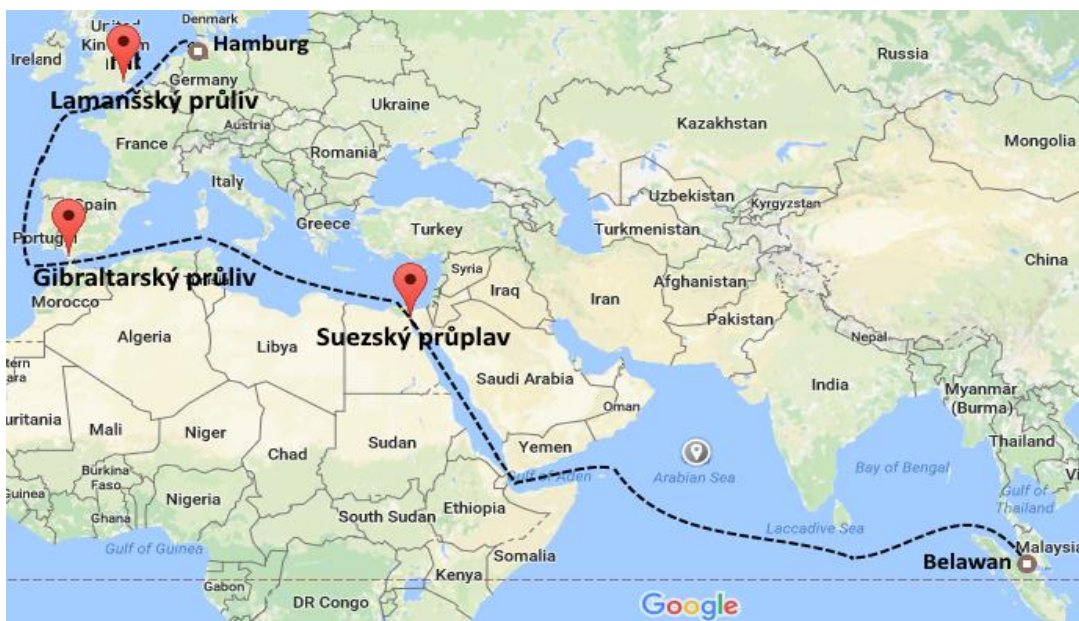 Denmark
United
Kingdom
Ireland
Hamburg
Russia
Germany
Lamanšský průliv
Ukraine
Kazakhstan
Mongolia
Austria
France
Romania
Italy
Uzbekistan
Kyrgyzstan
Spain
Portugal
Greece
Turkey
Turkmenistan
China
Gibraltarský průliv
Syria
Afghanistan
Morocco
Iraq
Iran
Pakistan
Algeria
Libya
Suezský průplav
Nepal
Saudi Arabia
India
Myanmar
(Burma)
Oman
Mali
Niger
Sudan
Yemen
Thailand
Chad
Gulf of Aden
Arabian Sea
Bay of Bengal
Burkina
Faso
Guinea
Nigeria
Ethiopia
Gulf of
Thailand
Ghana
South Sudan
Laccadive Sea
Gulf of Guinea
Somalia
Malaysia
Belawan
Gabon
Kenya
DR Congo
Google